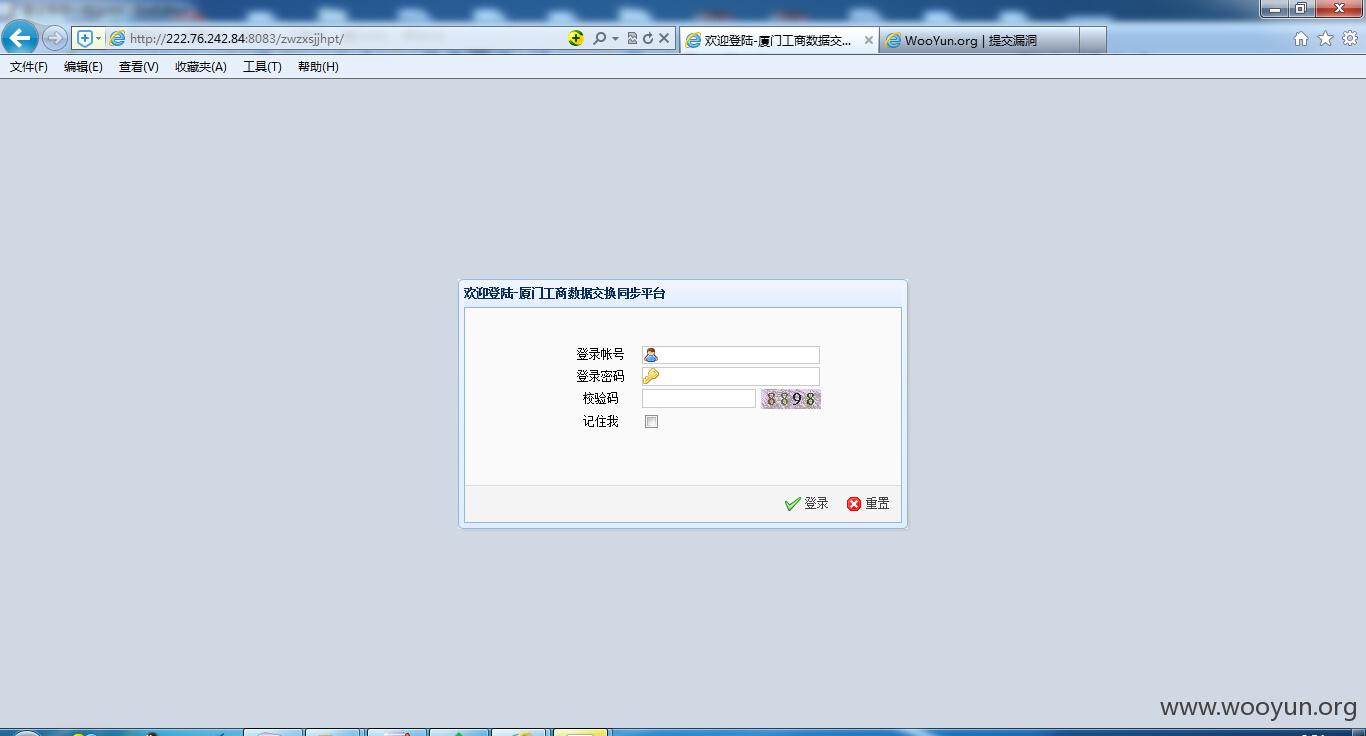 http://222.76.242.84:8083/zwzxsjjhpt/
欢迎登陆-厦门工商数据交...
WooYun.org | 提交漏洞
文件(F) 编辑(E) 查看(V) 收藏夹(A) 工具(T) 帮助(H)
欢迎登陆-厦门工商数据交换同步平台
登录帐号
登录密码
校验码 8898
记住我
登录 重置
www.wooyun.org